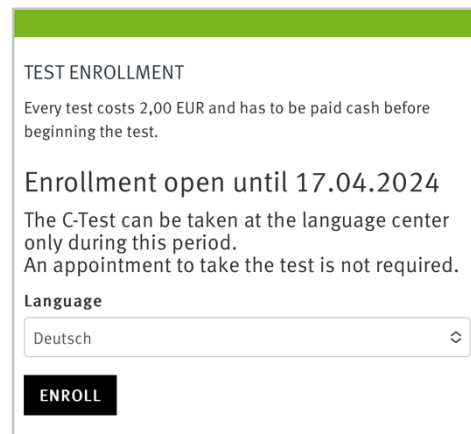 TEST ENROLLMENT
Every test costs 2,00 EUR and has to be paid cash before
beginning the test.
Enrollment open until 17.04.2024
The C-Test can be taken at the language center
only during this period.
An appointment to take the test is not required.
Language
Deutsch
ENROLL